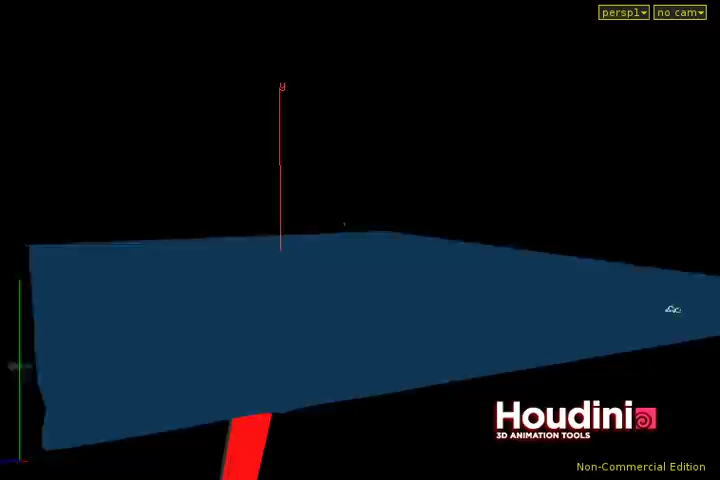 persp1
no cam
y
Houdini
3D ANIMATION TOOLS
Non-Commercial Edition